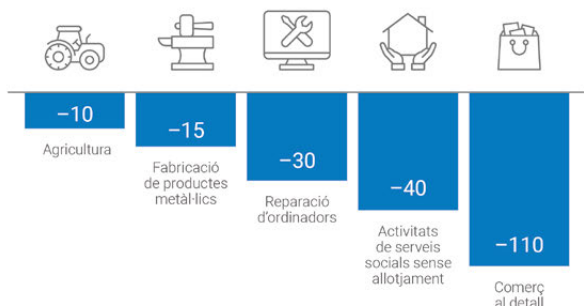 −10
Agricultura
−15
Fabricació
de productes
metàl·lics
−30
Reparació
d'ordinadors
−40
Activitats
de serveis
socials sense
allotjament
−110
Comerç
al detall